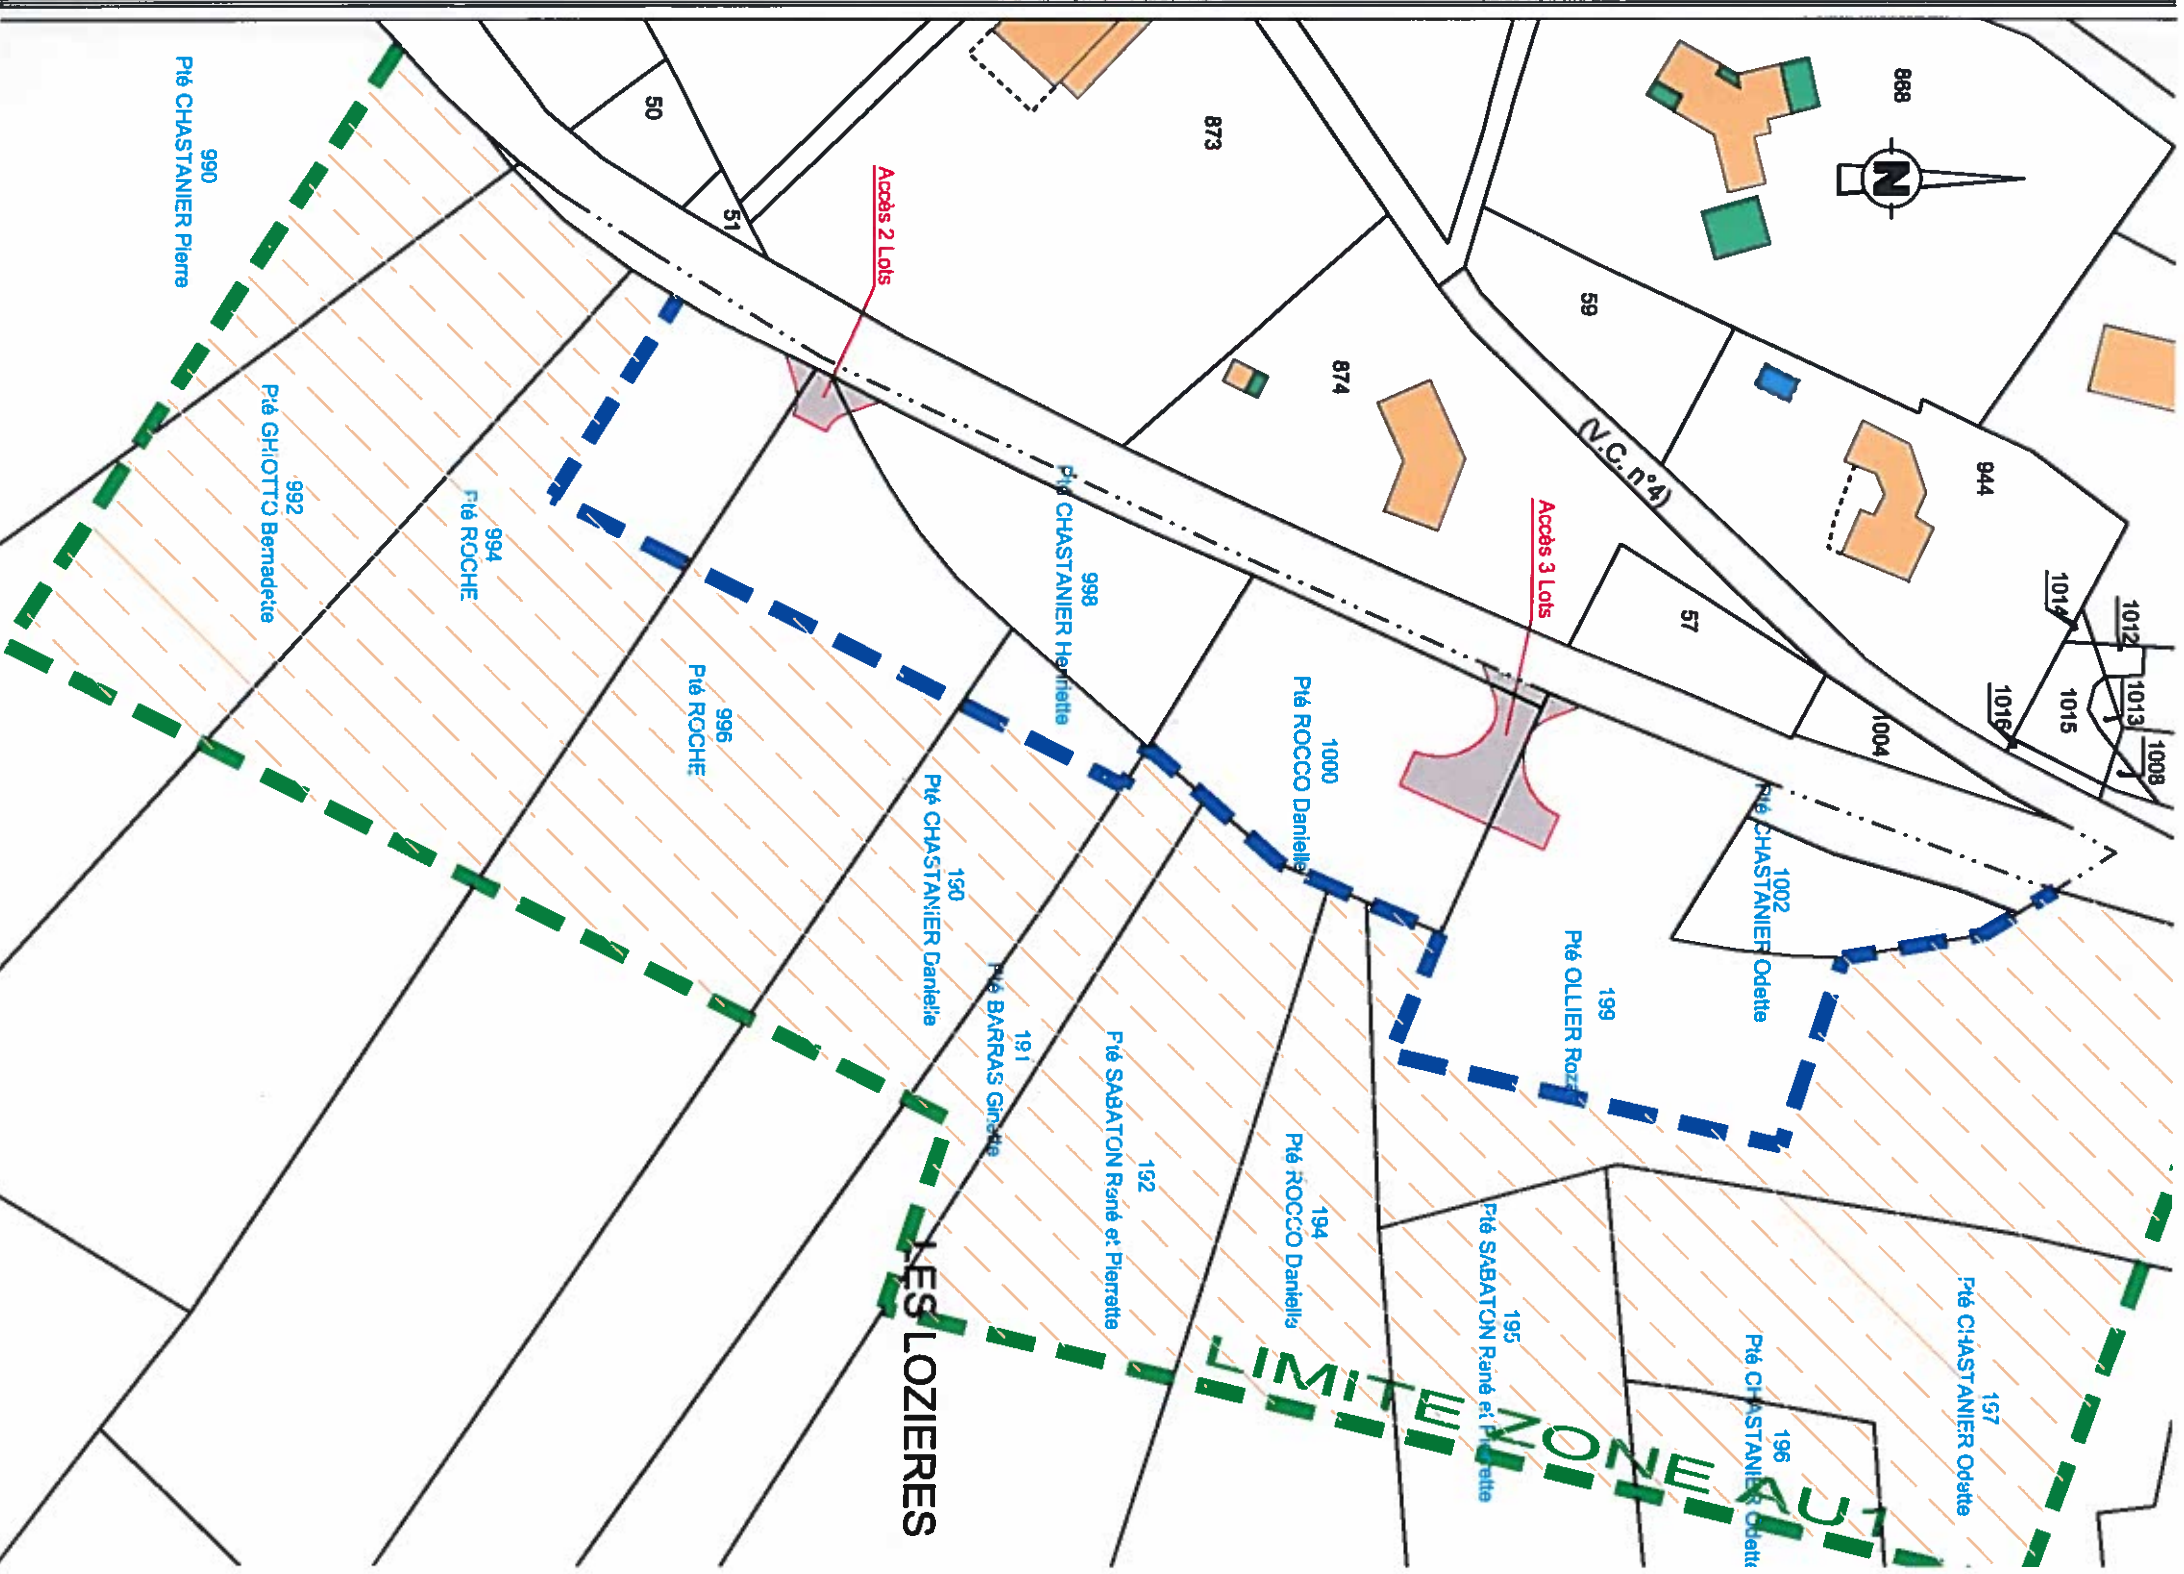 868
N
873
50
51
Accès 2 Lots
59
874
944
(V.C. n°4)
Accès 3 Lots
57
1004
1014
1012
1013
1016
1015
1008
990
Pté CHASTANIER Pierre
992
Pté GHIOTTO Bernadette
994
Pté ROCHE
996
Pté ROCHE
998
Pté CHASTANIER Henriette
1000
Pté ROCCO Danielle
1002
Pté CHASTANIER Odette
199
Pté OLLIER Roza
190
Pté CHASTANIER Danielle
191
Pté BARRAS Ginette
192
Pté SABATON René et Pierrette
194
Pté ROCCO Danielle
195
Pté SABATON René et Pierrette
196
Pté CHASTANIER Odette
197
Pté CHASTANIER Odette
LES LOZIERES
LIMITE ZONE AU1